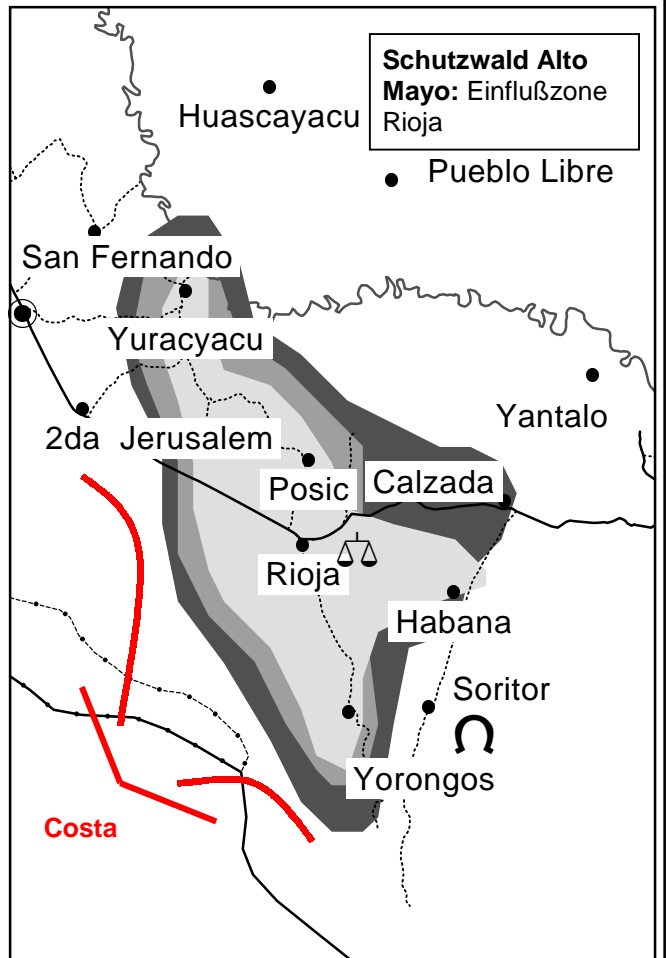 Schutzwald Alto
Mayo: Einflußzone
Rioja
Huascayacu
Pueblo Libre
San Fernando
Yuracyacu
Yantalo
2da Jerusalem
Posic
Calzada
Rioja
Habana
Soritor
Yorongos
Costa